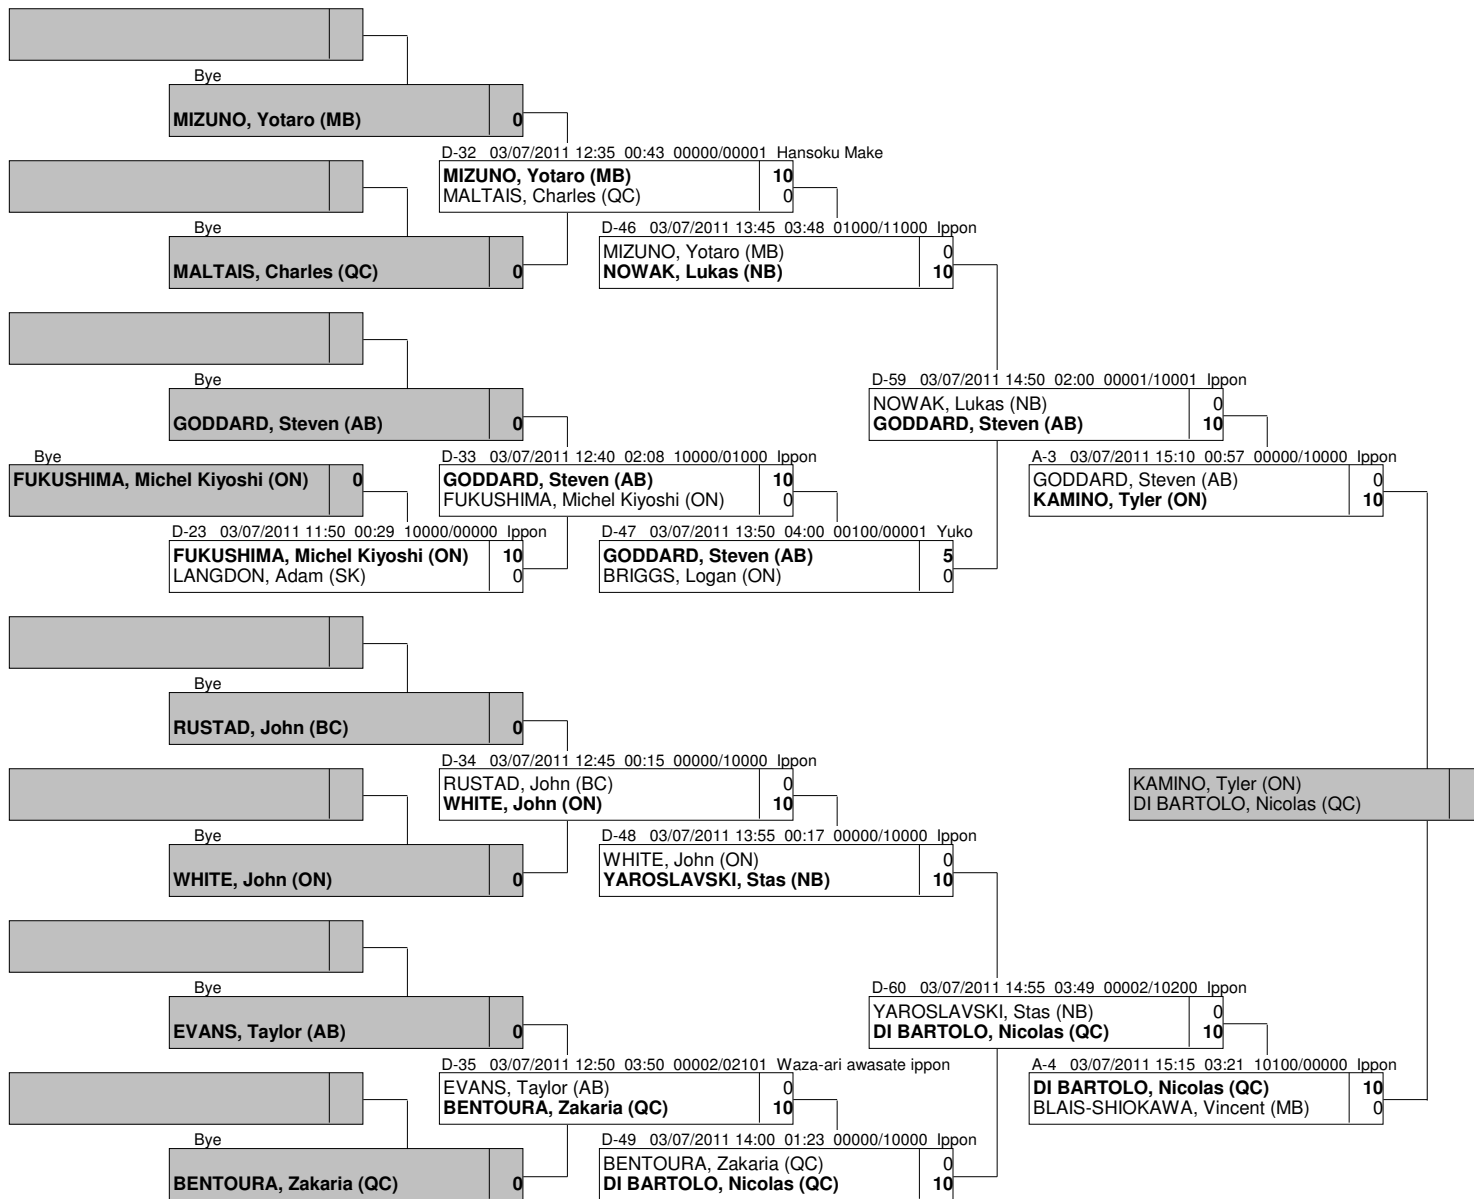 Bye
MIZUNO, Yotaro (MB) 0
D-32 03/07/2011 12:35 00:43 00000/00001 Hansoku Make
MIZUNO, Yotaro (MB) 10
MALTAIS, Charles (QC) 0
Bye
MALTAIS, Charles (QC) 0
D-46 03/07/2011 13:45 03:48 01000/11000 Ippon
MIZUNO, Yotaro (MB) 0
NOWAK, Lukas (NB) 10
Bye
GODDARD, Steven (AB) 0
D-59 03/07/2011 14:50 02:00 00001/10001 Ippon
NOWAK, Lukas (NB) 0
GODDARD, Steven (AB) 10
Bye
FUKUSHIMA, Michel Kiyoshi (ON) 0
D-33 03/07/2011 12:40 02:08 10000/01000 Ippon
GODDARD, Steven (AB) 10
FUKUSHIMA, Michel Kiyoshi (ON) 0
A-3 03/07/2011 15:10 00:57 00000/10000 Ippon
GODDARD, Steven (AB) 0
KAMINO, Tyler (ON) 10
D-23 03/07/2011 11:50 00:29 10000/00000 Ippon
FUKUSHIMA, Michel Kiyoshi (ON) 10
LANGDON, Adam (SK) 0
D-47 03/07/2011 13:50 04:00 00100/00001 Yuko
GODDARD, Steven (AB) 5
BRIGGS, Logan (ON) 0
Bye
RUSTAD, John (BC) 0
D-34 03/07/2011 12:45 00:15 00000/10000 Ippon
RUSTAD, John (BC) 0
WHITE, John (ON) 10
KAMINO, Tyler (ON)
DI BARTOLO, Nicolas (QC)
Bye
WHITE, John (ON) 0
D-48 03/07/2011 13:55 00:17 00000/10000 Ippon
WHITE, John (ON) 0
YAROSLAVSKI, Stas (NB) 10
Bye
EVANS, Taylor (AB) 0
D-60 03/07/2011 14:55 03:49 00002/10200 Ippon
YAROSLAVSKI, Stas (NB) 0
DI BARTOLO, Nicolas (QC) 10
D-35 03/07/2011 12:50 03:50 00002/02101 Waza-ari awasate ippon
EVANS, Taylor (AB) 0
BENTOURA, Zakaria (QC) 10
A-4 03/07/2011 15:15 03:21 10100/00000 Ippon
DI BARTOLO, Nicolas (QC) 10
BLAIS-SHIOKAWA, Vincent (MB) 0
Bye
BENTOURA, Zakaria (QC) 0
D-49 03/07/2011 14:00 01:23 00000/10000 Ippon
BENTOURA, Zakaria (QC) 0
DI BARTOLO, Nicolas (QC) 10